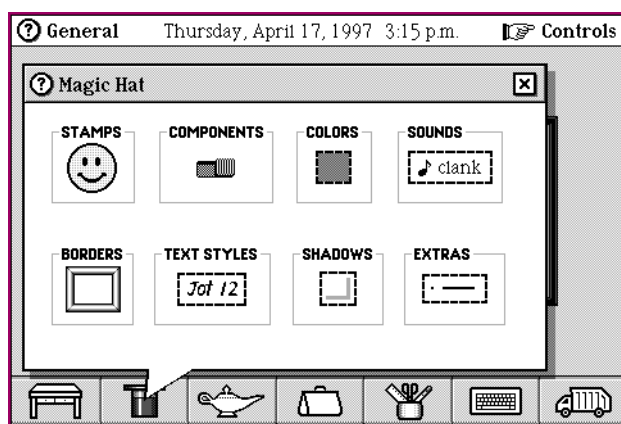 ? General Thursday, April 17, 1997 3:15 p.m. Controls
? Magic Hat
STAMPS COMPONENTS COLORS SOUNDS
clank
BORDERS TEXT STYLES SHADOWS EXTRAS
Jot 12